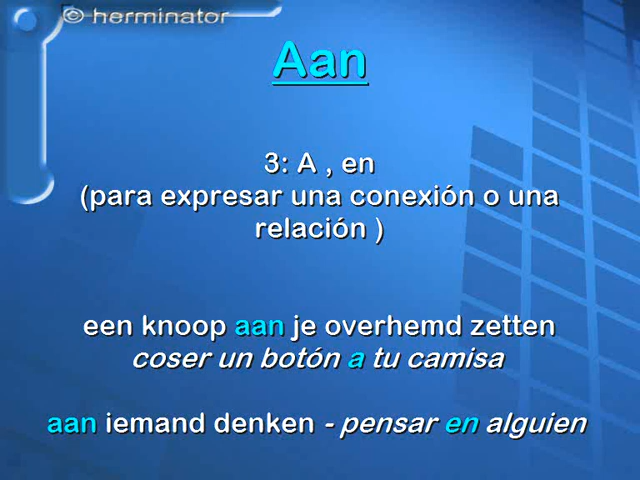 © herminator
Aan
3: A , en
(para expresar una conexión o una
relación )
een knoop aan je overhemd zetten
coser un botón a tu camisa
aan iemand denken - pensar en alguien